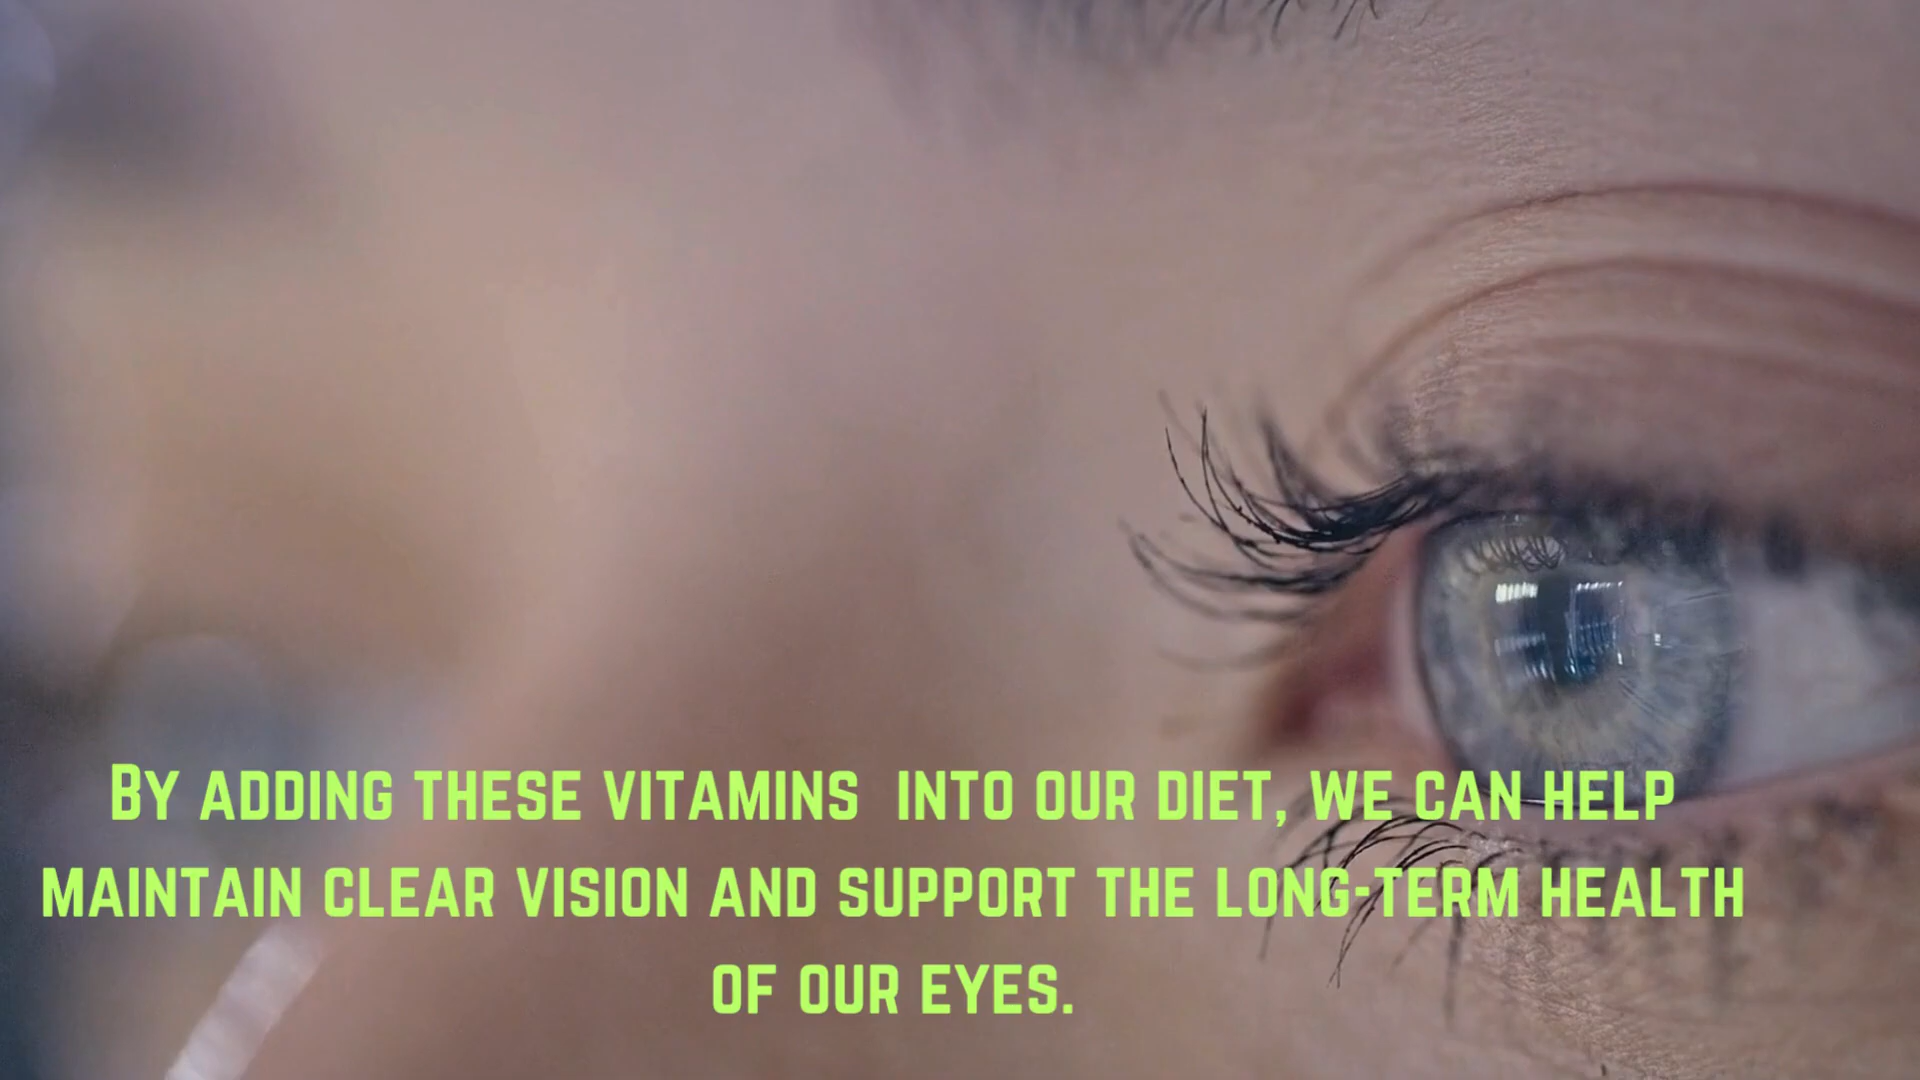 By adding these vitamins  into our diet, we can help
maintain clear vision and support the long-term health
of our eyes.